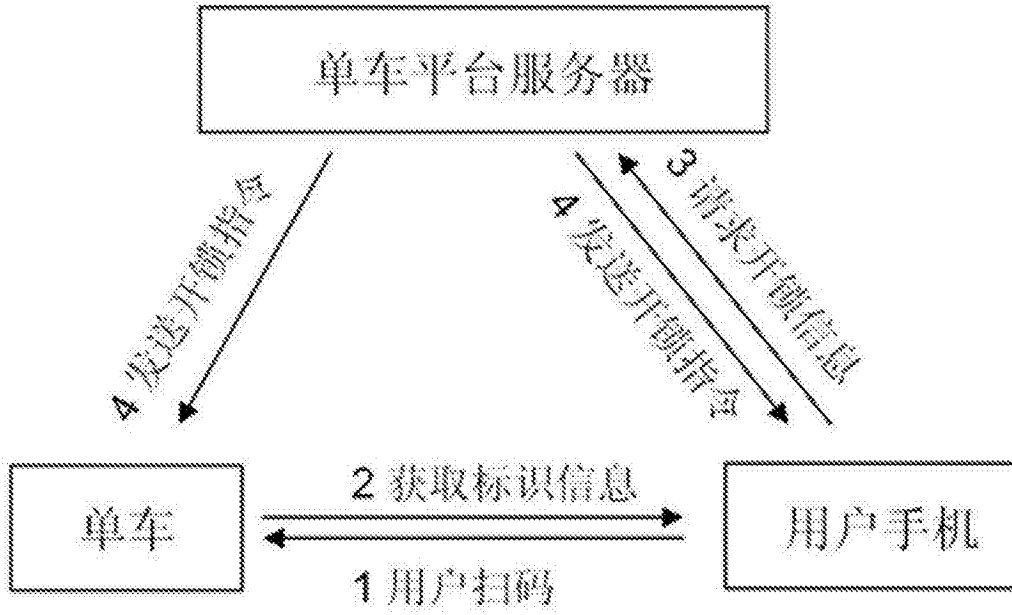 单车平台服务器
4 发送开锁指令
4 发送开锁指令
3 请求开锁信息
单车
2 获取标识信息
1 用户扫码
用户手机